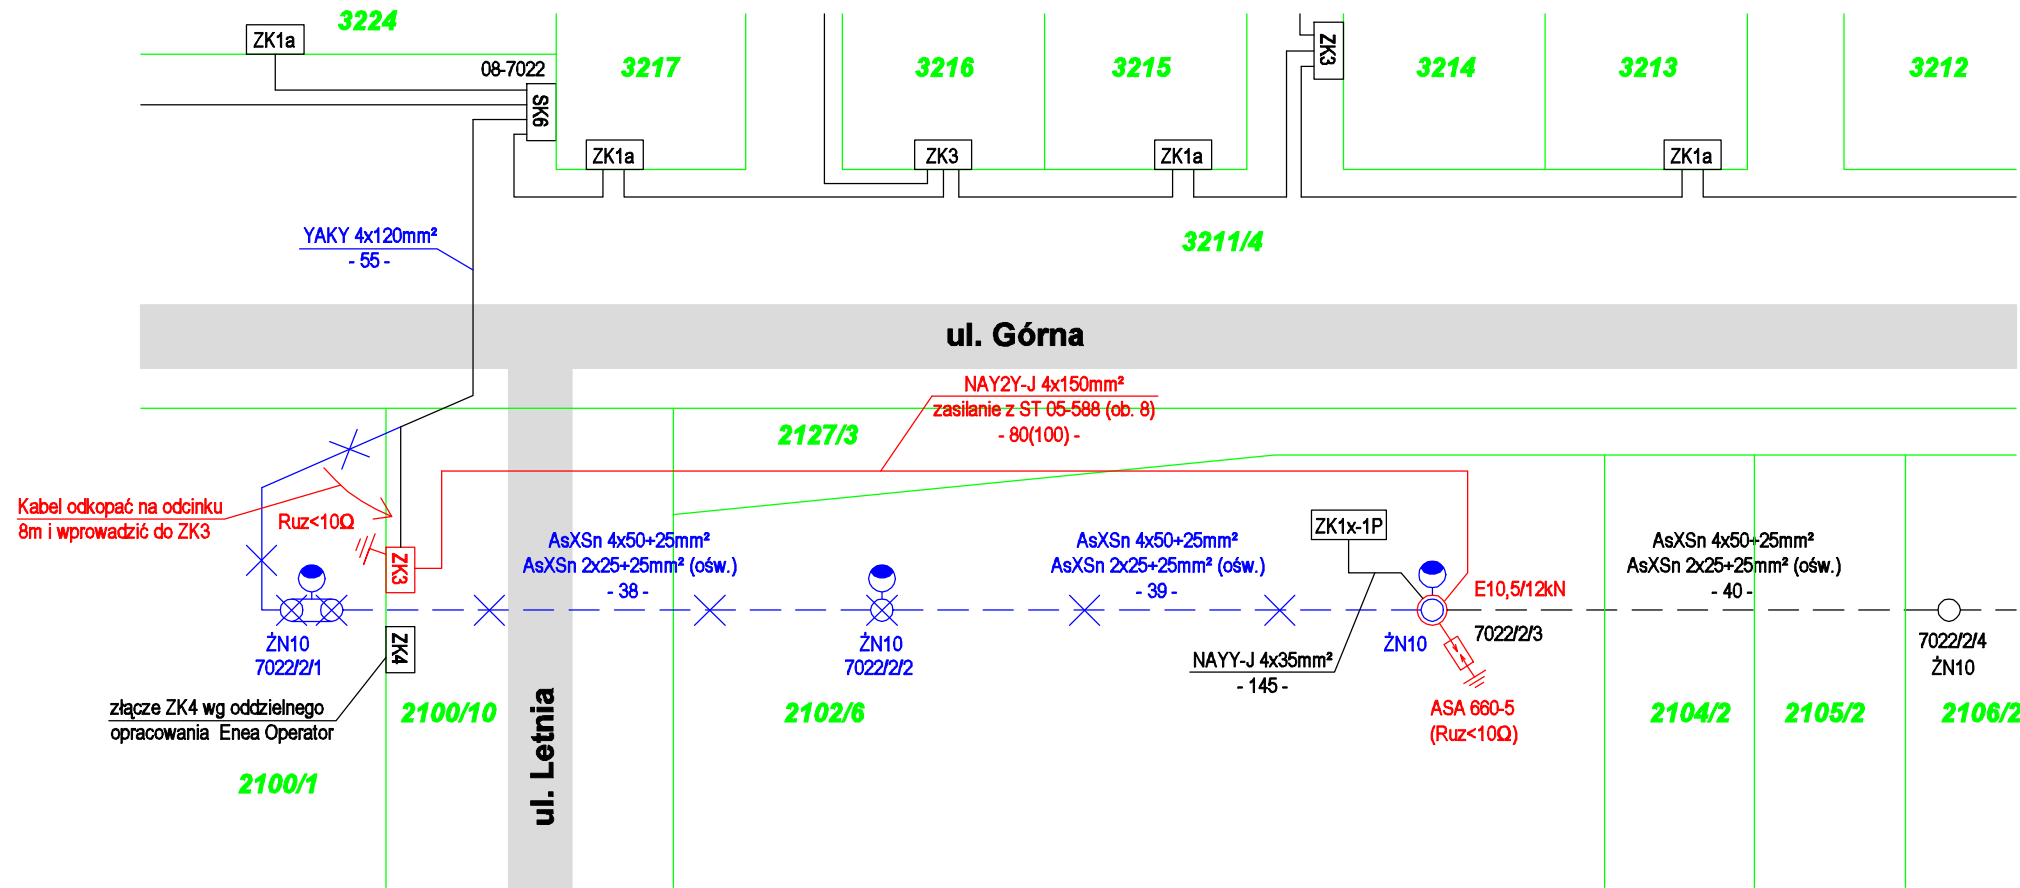 3224
ZK1a
08-7022
SK6
3217
3216
3215
ZK3
3214
3213
3212
ZK1a
ZK3
ZK1a
ZK1a
YAKY 4x120mm²
- 55 -
3211/4
ul. Górna
NAY2Y-J 4x150mm²
zasilanie z ST 05-588 (ob. 8)
- 80(100) -
2127/3
Kabel odkopać na odcinku
8m i wprowadzić do ZK3
Ruz<10Ω
ZK3
AsXSn 4x50+25mm²
AsXSn 2x25+25mm² (ośw.)
- 38 -
AsXSn 4x50+25mm²
AsXSn 2x25+25mm² (ośw.)
- 39 -
ZK1x-1P
AsXSn 4x50+25mm²
AsXSn 2x25+25mm² (ośw.)
- 40 -
E10,5/12kN
ŻN10
7022/2/1
ZK4
ŻN10
7022/2/2
ŻN10
7022/2/3
7022/2/4
ŻN10
NAYY-J 4x35mm²
- 145 -
złącze ZK4 wg oddzielnego
opracowania Enea Operator
2100/10
ul. Letnia
2102/6
ASA 660-5
(Ruz<10Ω)
2104/2
2105/2
2106/2
2100/1